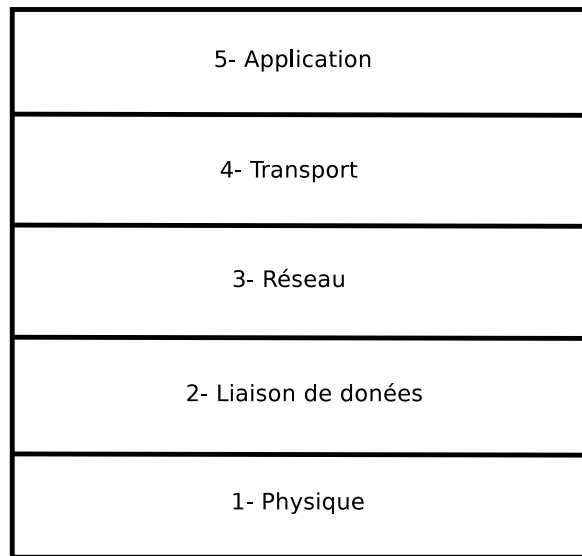 5- Application
4- Transport
3- Réseau
2- Liaison de donées
1- Physique